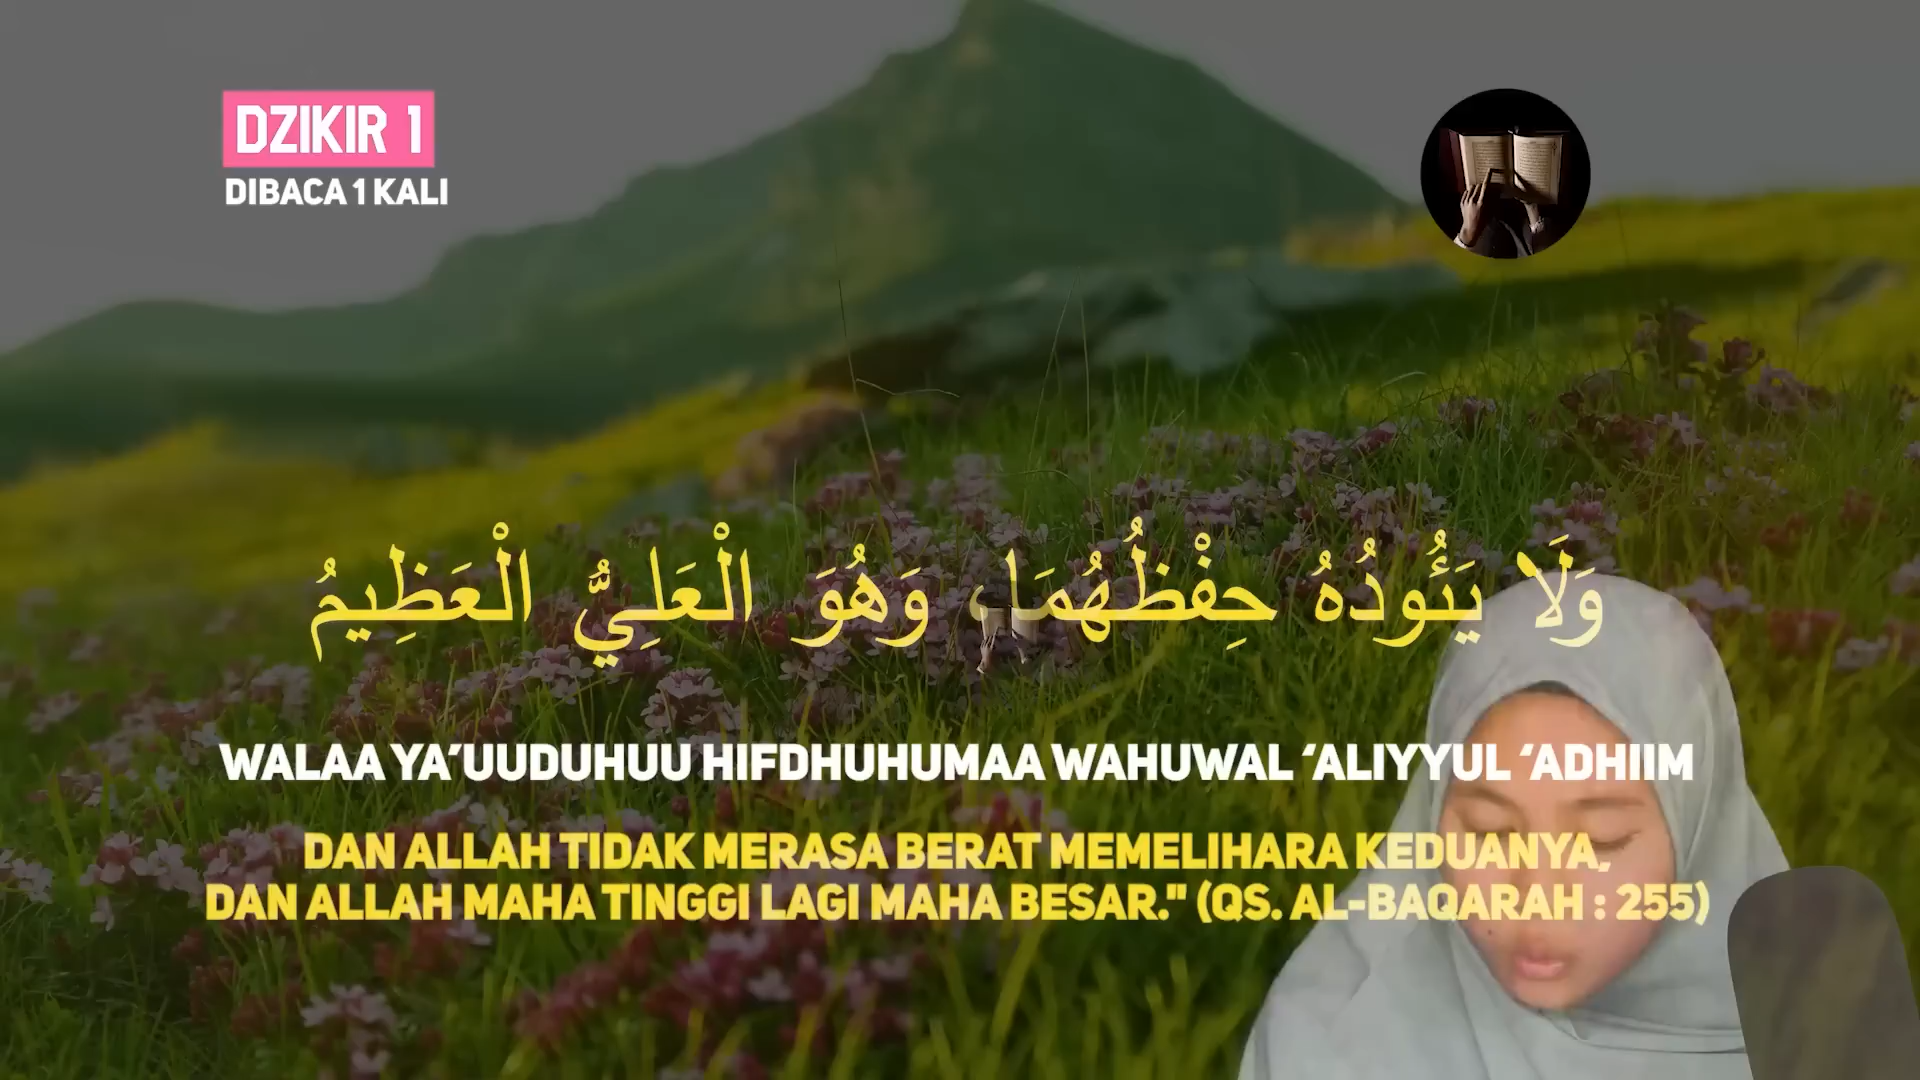 DZIKIR 1
DIBACA 1 KALI
وَلَا يَـُٔودُهُ حِفْظُهُمَا، وَهُوَ الْعَلِيُّ الْعَظِيمُ
WALAA YA’UUDUHUU HIFDHUHUMAA WAHUWAL ‘ALIYYUL ‘ADHIIM
DAN ALLAH TIDAK MERASA BERAT MEMELIHARA KEDUANYA,
DAN ALLAH MAHA TINGGI LAGI MAHA BESAR." (QS. AL-BAQARAH : 255)